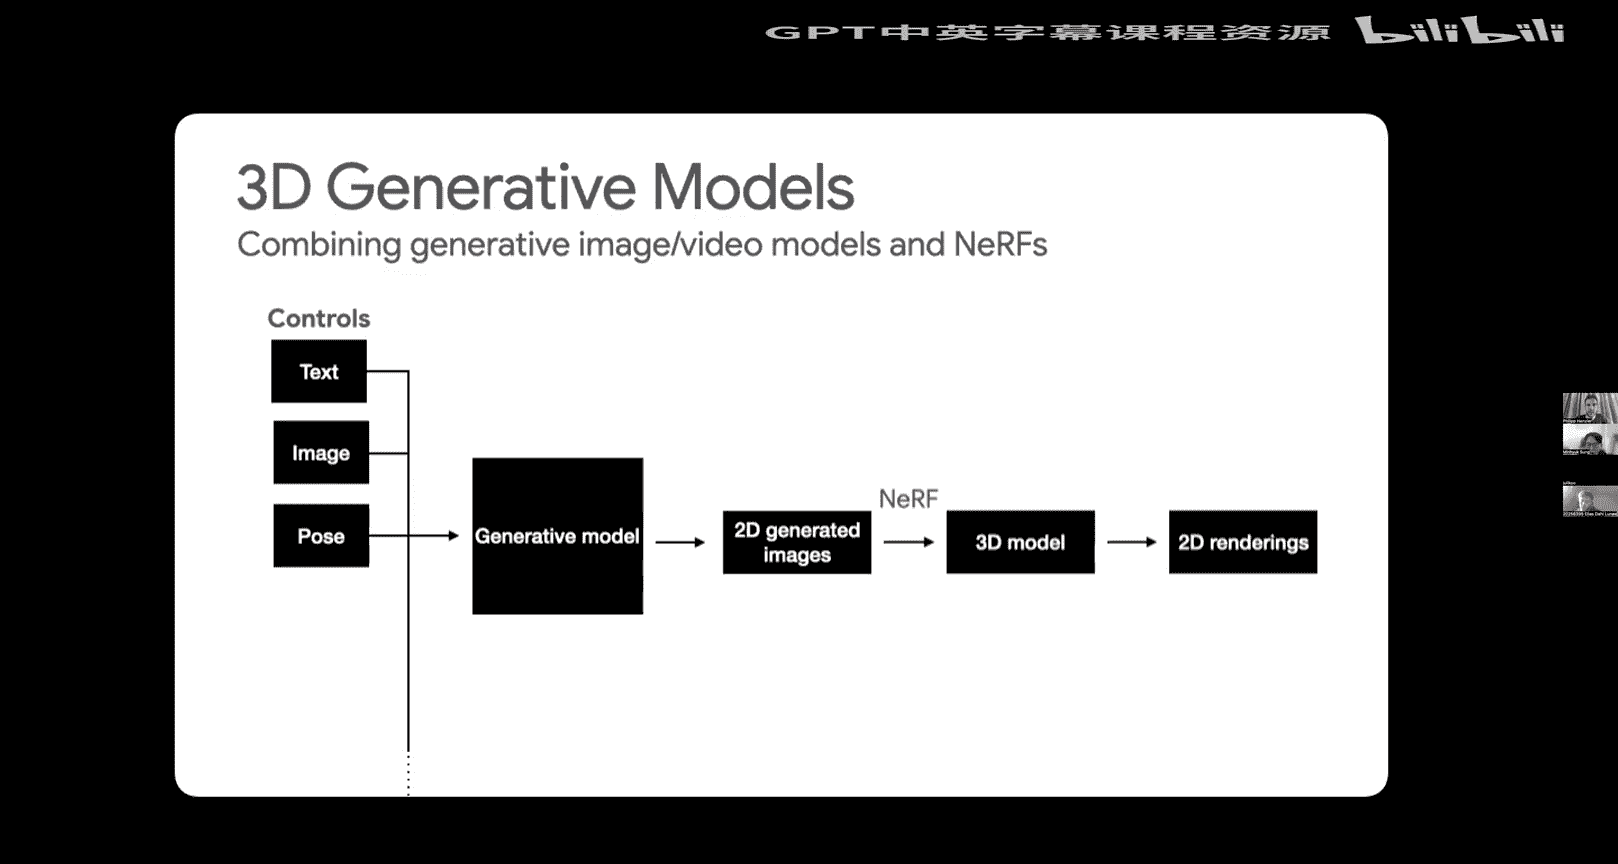 GPT中英字幕课程资源 bilibili
3D Generative Models
Combining generative image/video models and NeRFs
Controls
Text
Image
Pose
Generative model
2D generated
images
NeRF
3D model
2D renderings